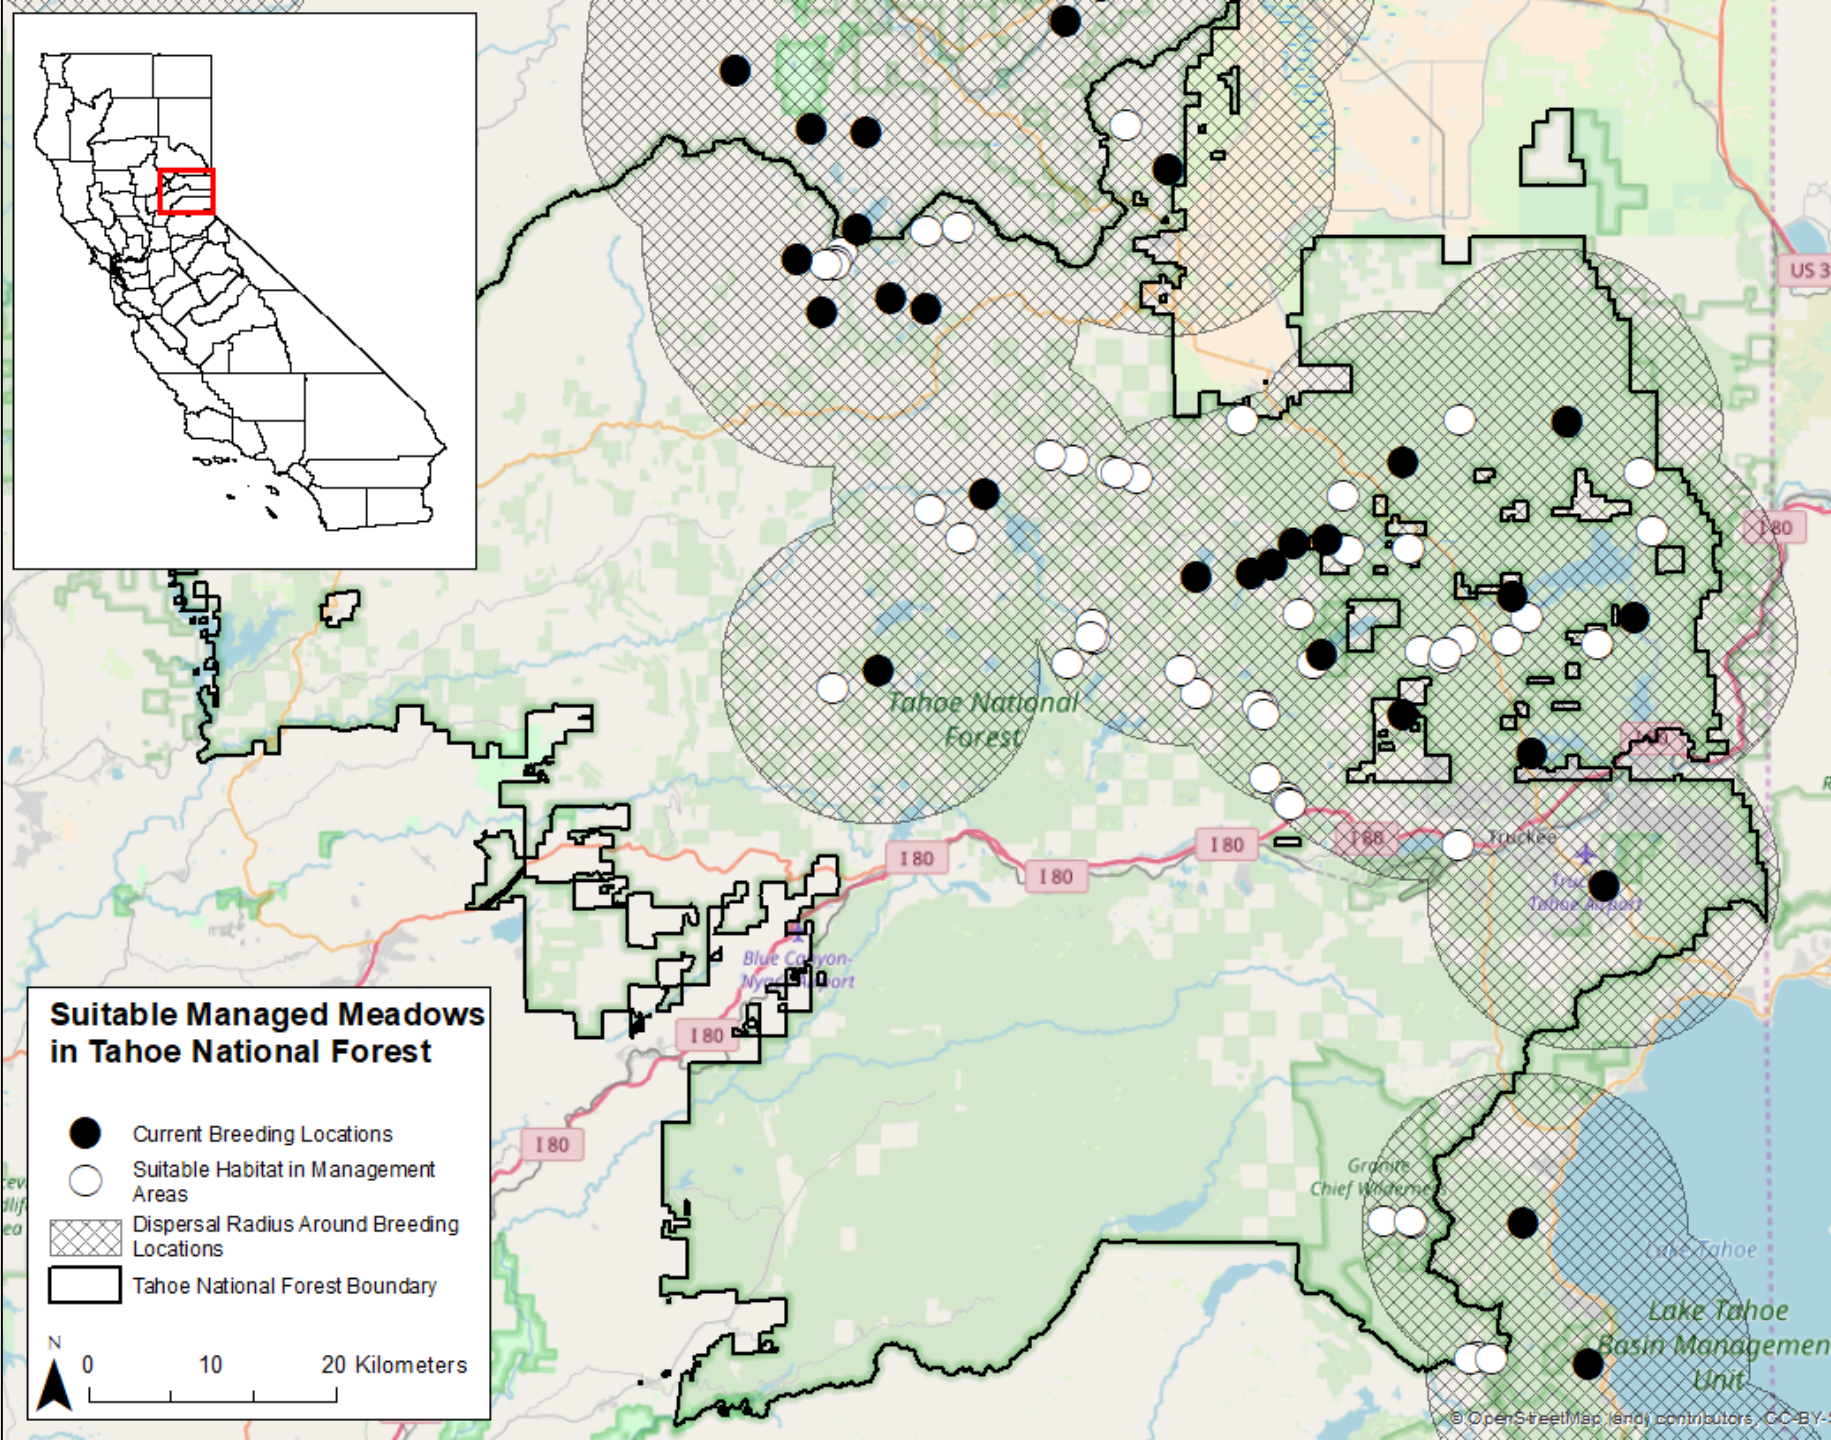 US 3
I 80
Tahoe National
Forest
I 80
I 80
I 80
I 80
Truckee
Tahoe Airport
Blue Canyon-
I 80
I 80
Granite
Chief Wilderness
Lake Tahoe
Lake Tahoe
Basin Managemen
Unit
Suitable Managed Meadows
in Tahoe National Forest
Current Breeding Locations
Suitable Habitat in Management
Areas
Dispersal Radius Around Breeding
Locations
Tahoe National Forest Boundary
N
0 10 20 Kilometers
© OpenStreetMap (and) contributors, CC-BY-